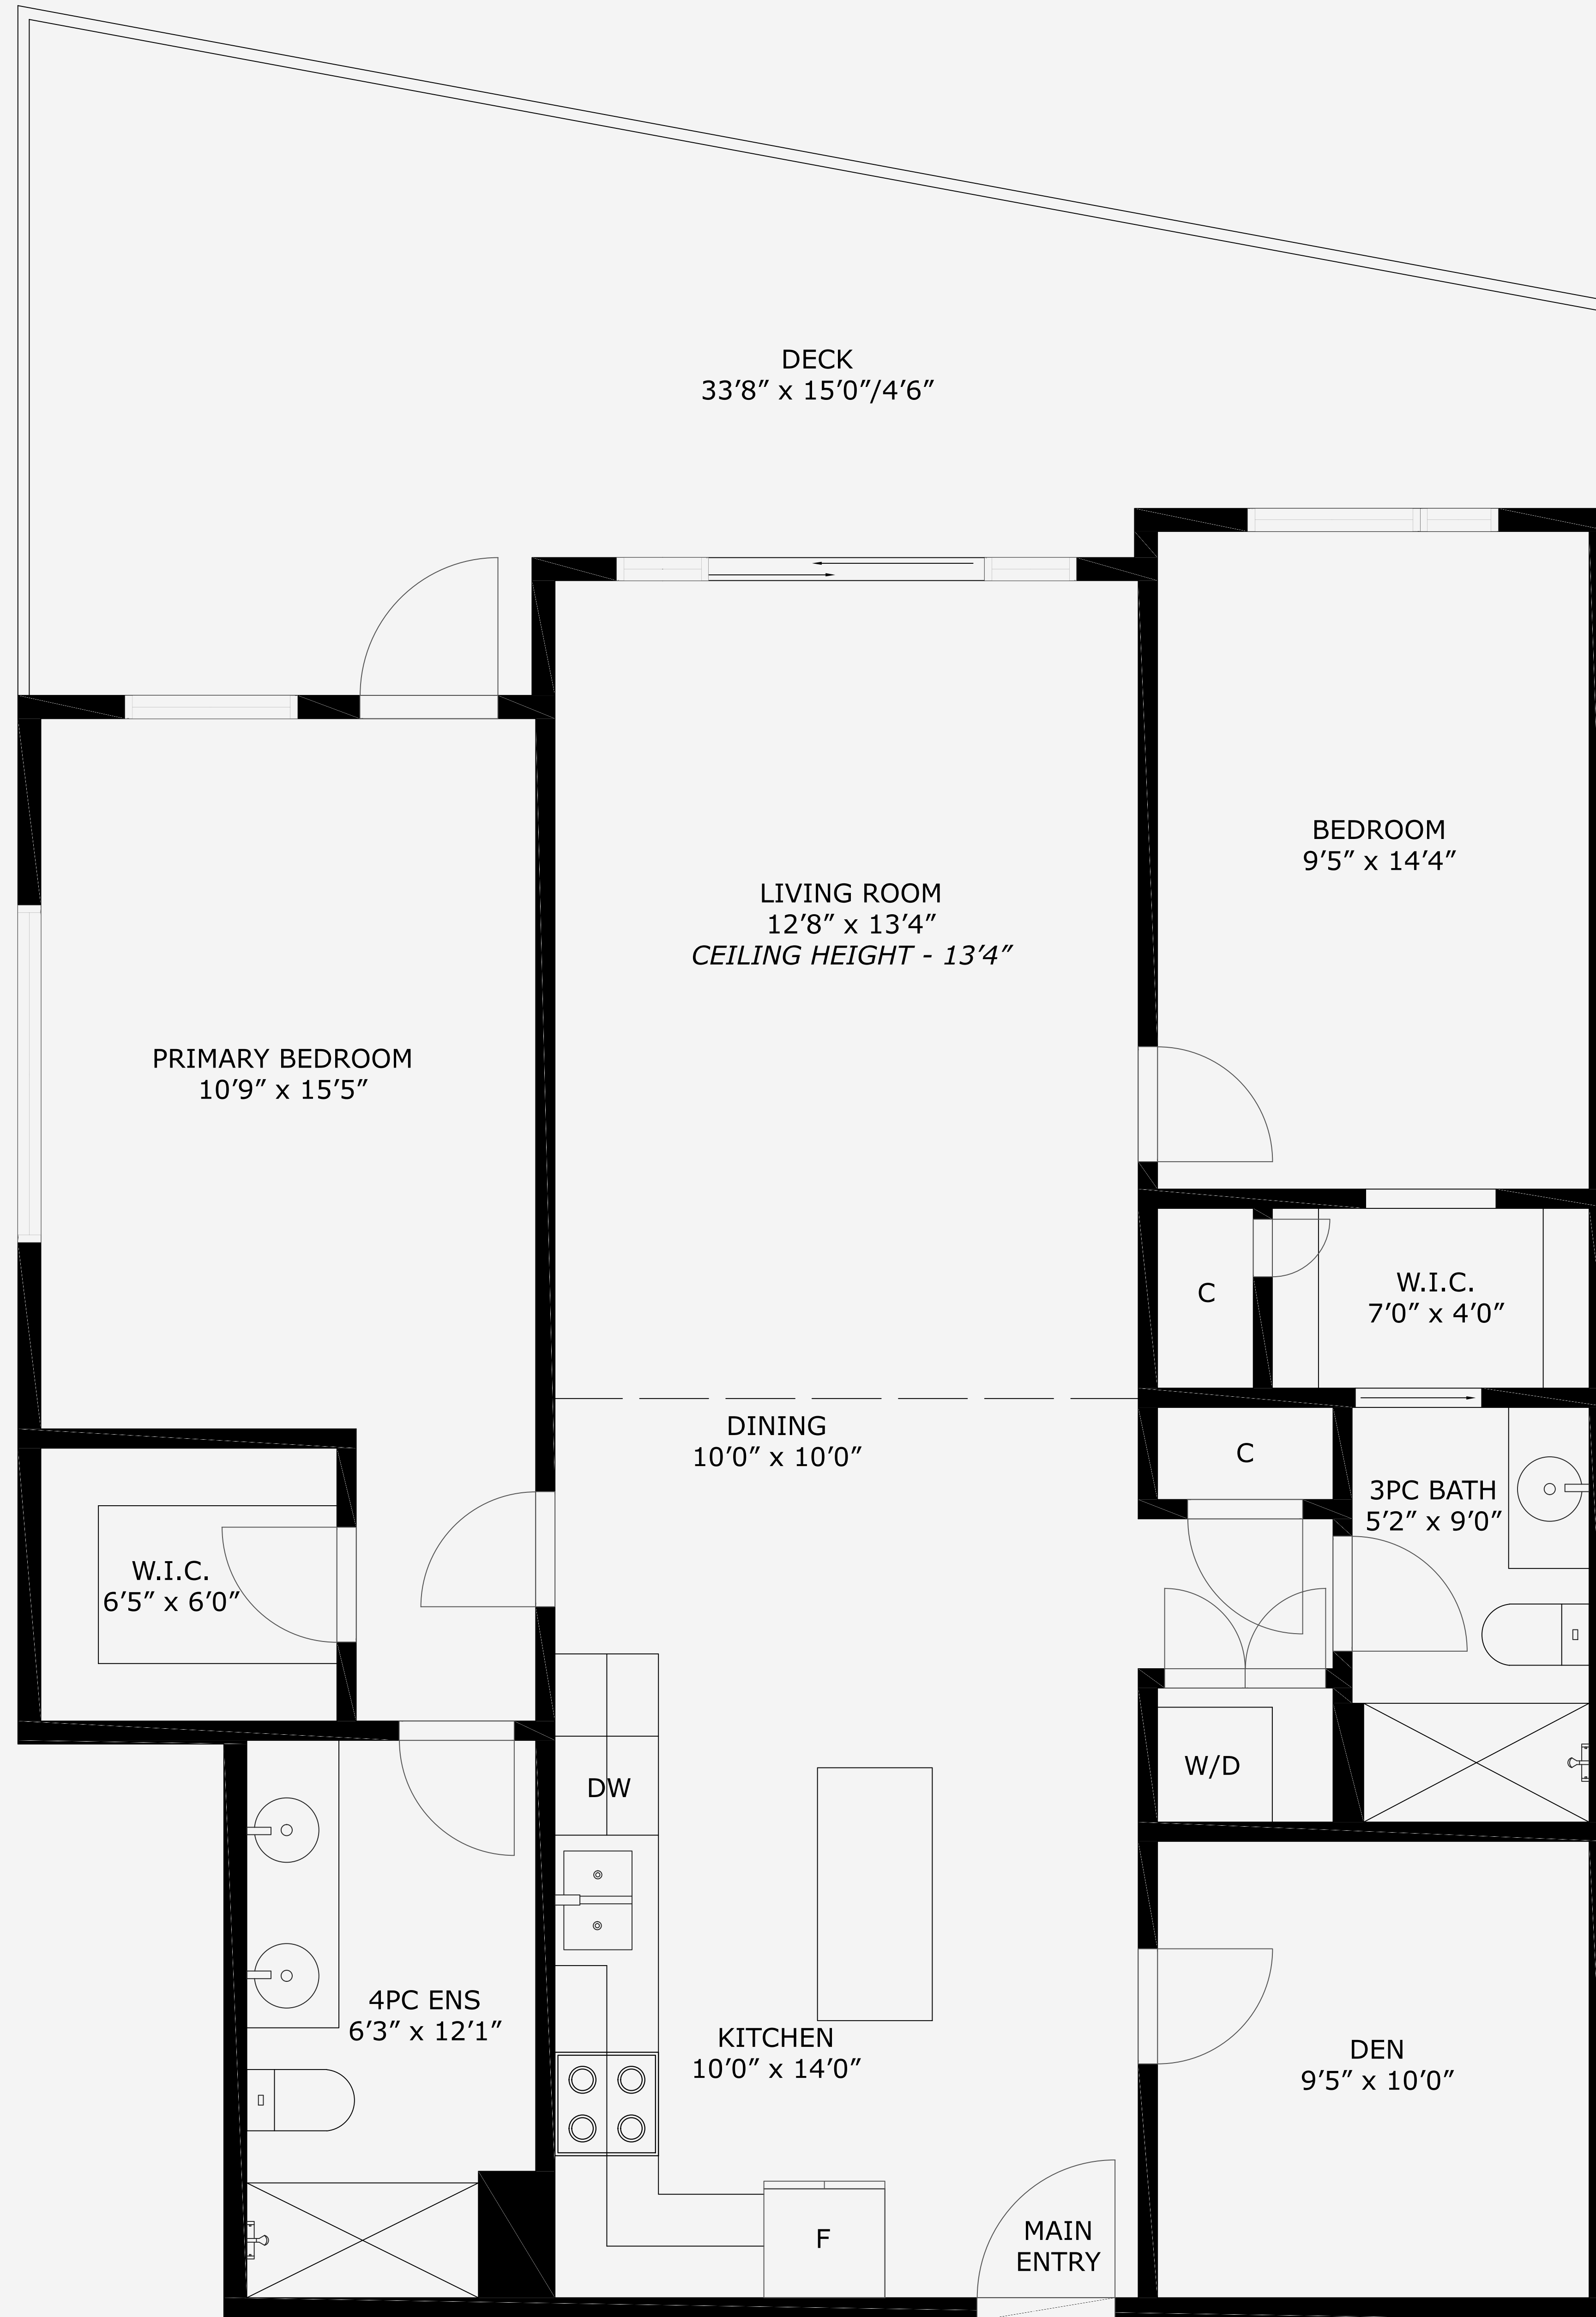 DECK
33′8″ x 15′0″/4′6″
BEDROOM
9′5″ x 14′4″
LIVING ROOM
12′8″ x 13′4″
CEILING HEIGHT - 13′4″
PRIMARY BEDROOM
10′9″ x 15′5″
C
W.I.C.
7′0″ x 4′0″
DINING
10′0″ x 10′0″
C
3PC BATH
5′2″ x 9′0″
W.I.C.
6′5″ x 6′0″
DW
W/D
4PC ENS
6′3″ x 12′1″
KITCHEN
10′0″ x 14′0″
DEN
9′5″ x 10′0″
F
MAIN
ENTRY